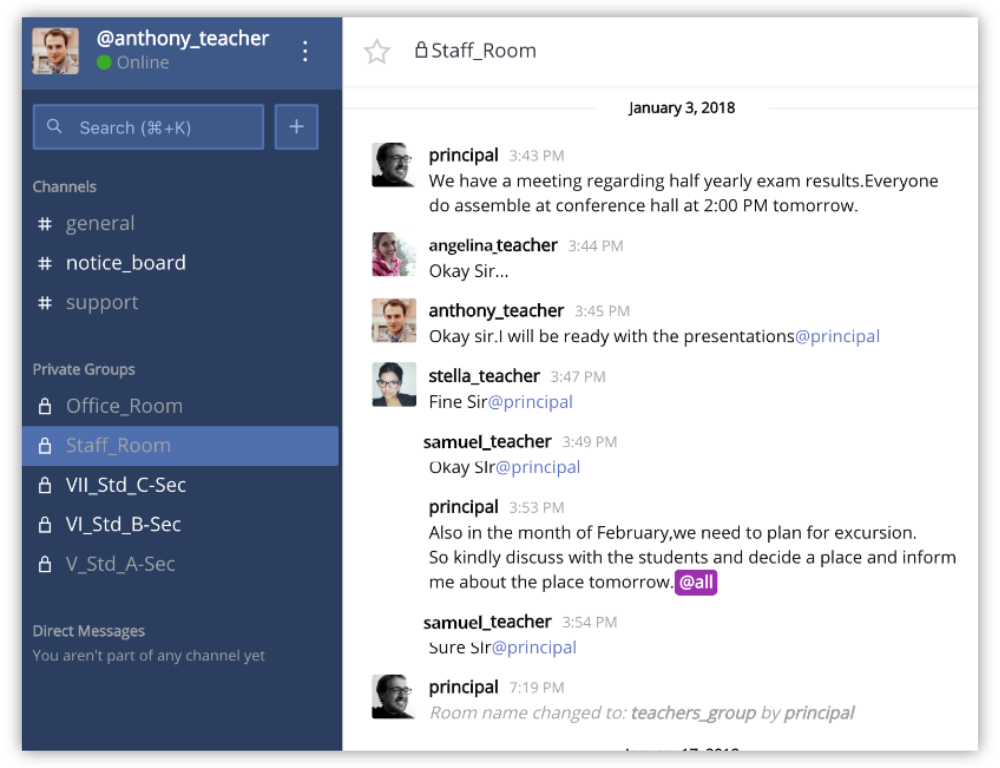 @anthony_teacher
Online
Search (⌘+K)
+
Channels
# general
# notice_board
# support
Private Groups
Office_Room
Staff_Room
VII_Std_C-Sec
VI_Std_B-Sec
V_Std_A-Sec
Direct Messages
You aren't part of any channel yet
Staff_Room
January 3, 2018
principal 3:43 PM
We have a meeting regarding half yearly exam results.Everyone
do assemble at conference hall at 2:00 PM tomorrow.
angelina_teacher 3:44 PM
Okay Sir...
anthony_teacher 3:45 PM
Okay sir.I will be ready with the presentations@principal
stella_teacher 3:47 PM
Fine Sir@principal
samuel_teacher 3:49 PM
Okay SIr@principal
principal 3:53 PM
Also in the month of February,we need to plan for excursion.
So kindly discuss with the students and decide a place and inform
me about the place tomorrow.@all
samuel_teacher 3:54 PM
Sure SIr@principal
principal 7:19 PM
Room name changed to: teachers_group by principal
January 17, 2018